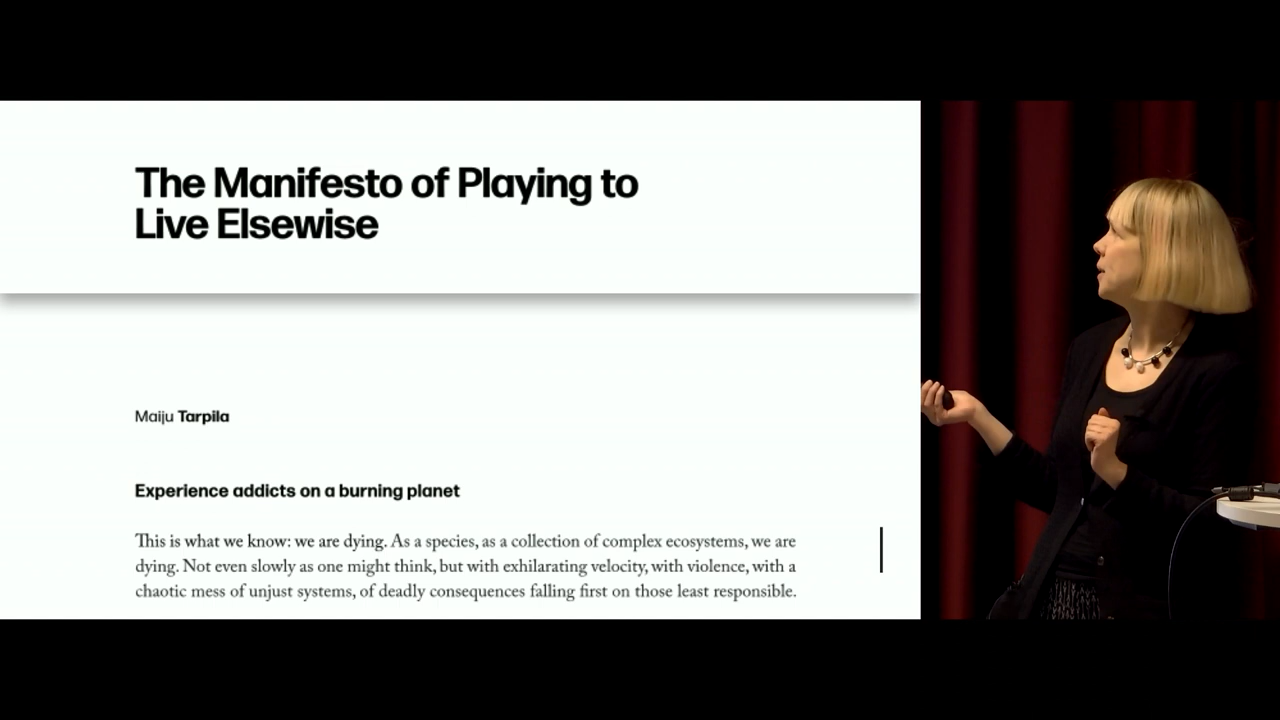 The Manifesto of Playing to
Live Elsewise
Maiju Tarpila
Experience addicts on a burning planet
This is what we know: we are dying. As a species, as a collection of complex ecosystems, we are
dying. Not even slowly as one might think, but with exhilarating velocity, with violence, with a
chaotic mess of unjust systems, of deadly consequences falling first on those least responsible.